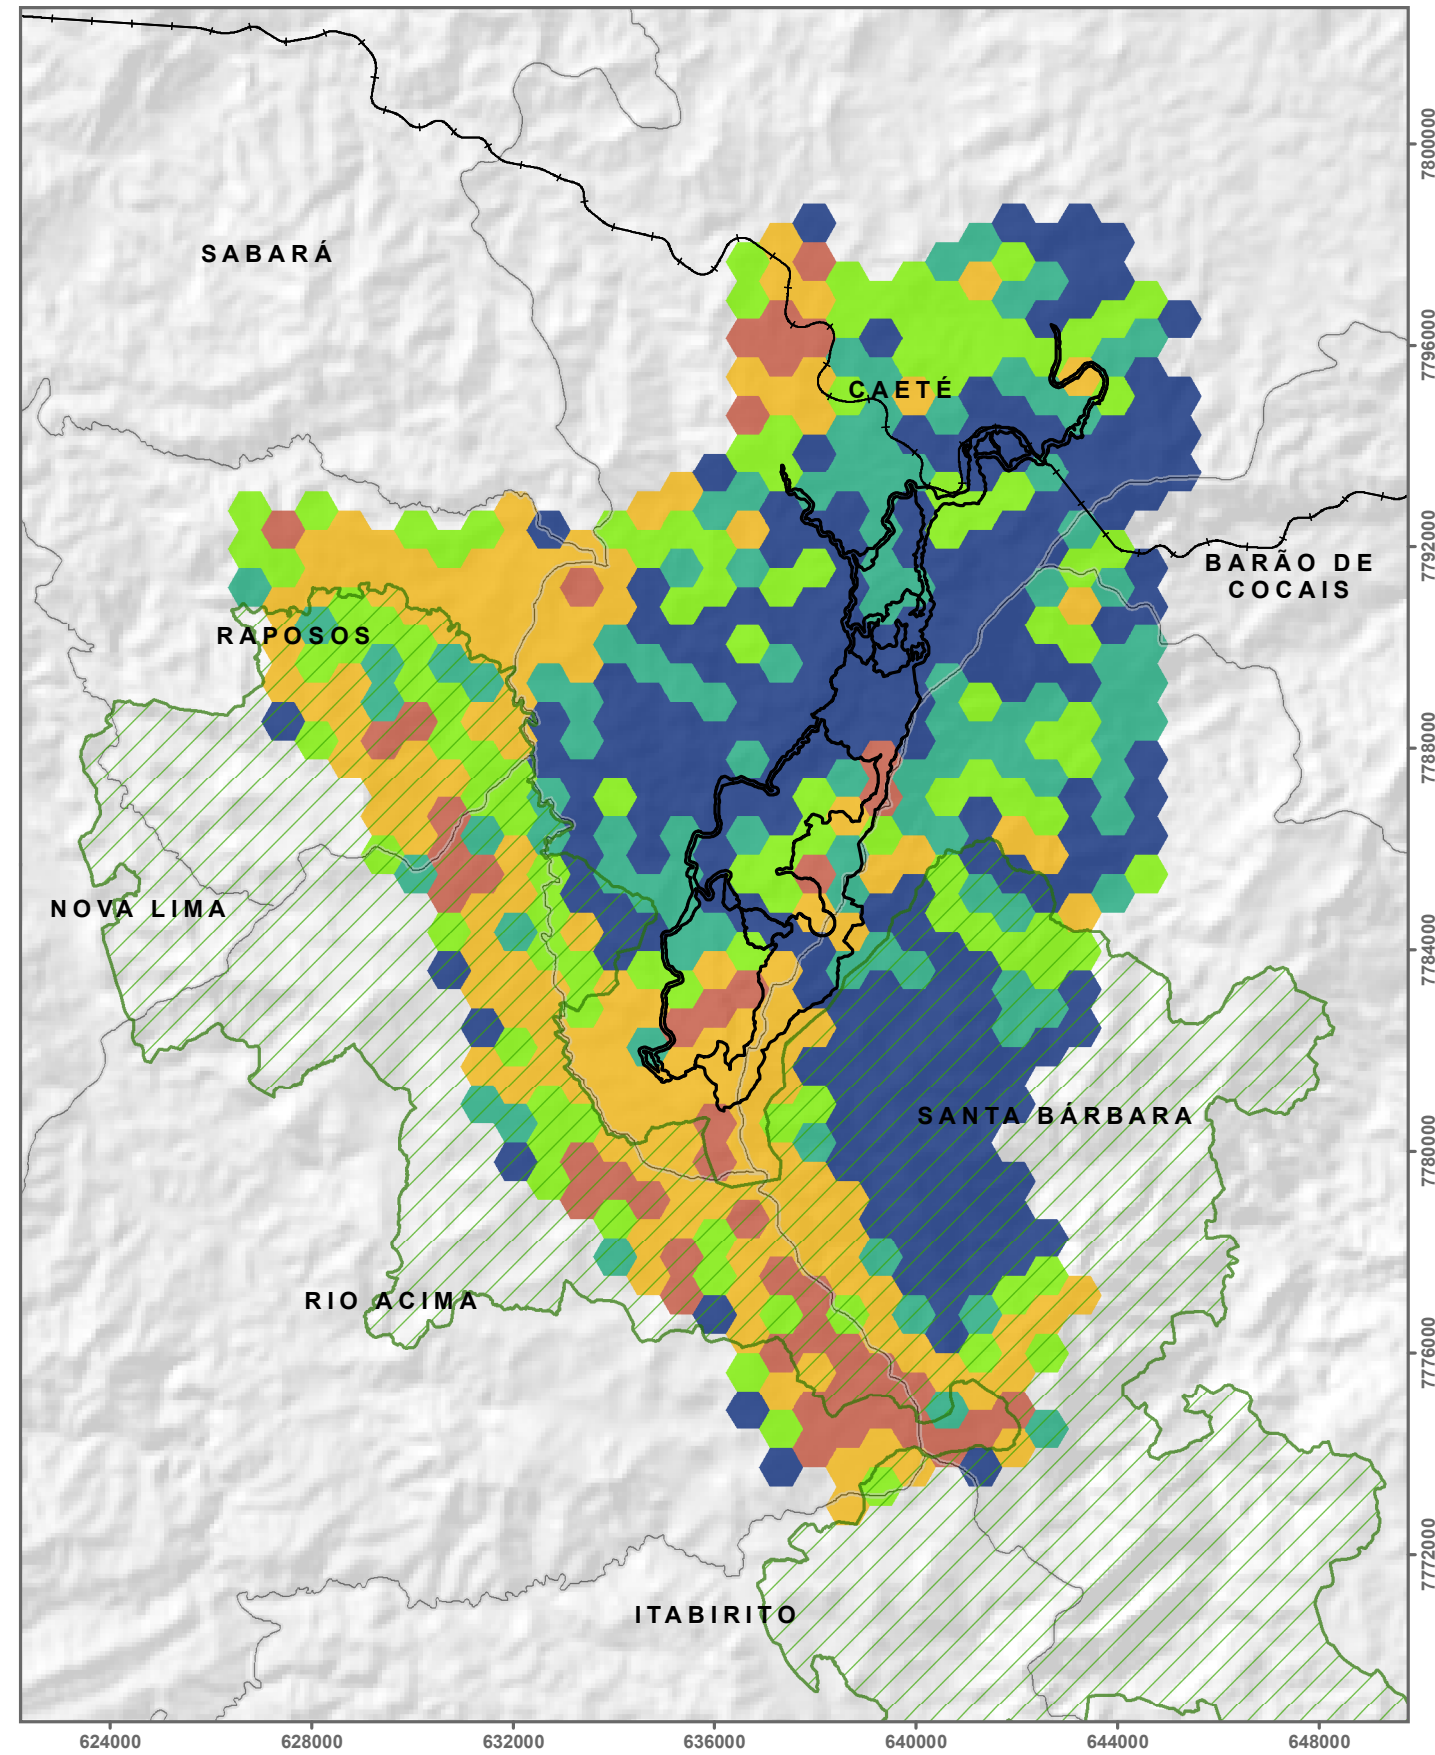 7800000
SABARÁ
7796000
CAETÉ
7792000
BARÃO DE
COCAIS
RAPOSOS
7788000
NOVA LIMA
7784000
SANTA BÁRBARA
7780000
RIO ACIMA
7776000
7772000
ITABIRITO
624000 628000 632000 636000 640000 644000 648000